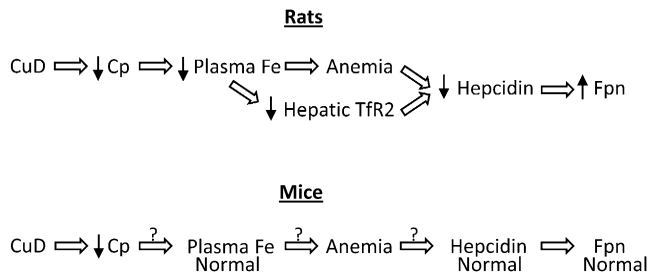 Rats
CuD Cp Plasma Fe Anemia
Hepcidin Fpn
Hepatic TfR2
Mice
? ? ?
CuD Cp Plasma Fe Anemia Hepcidin Fpn
Normal Normal Normal